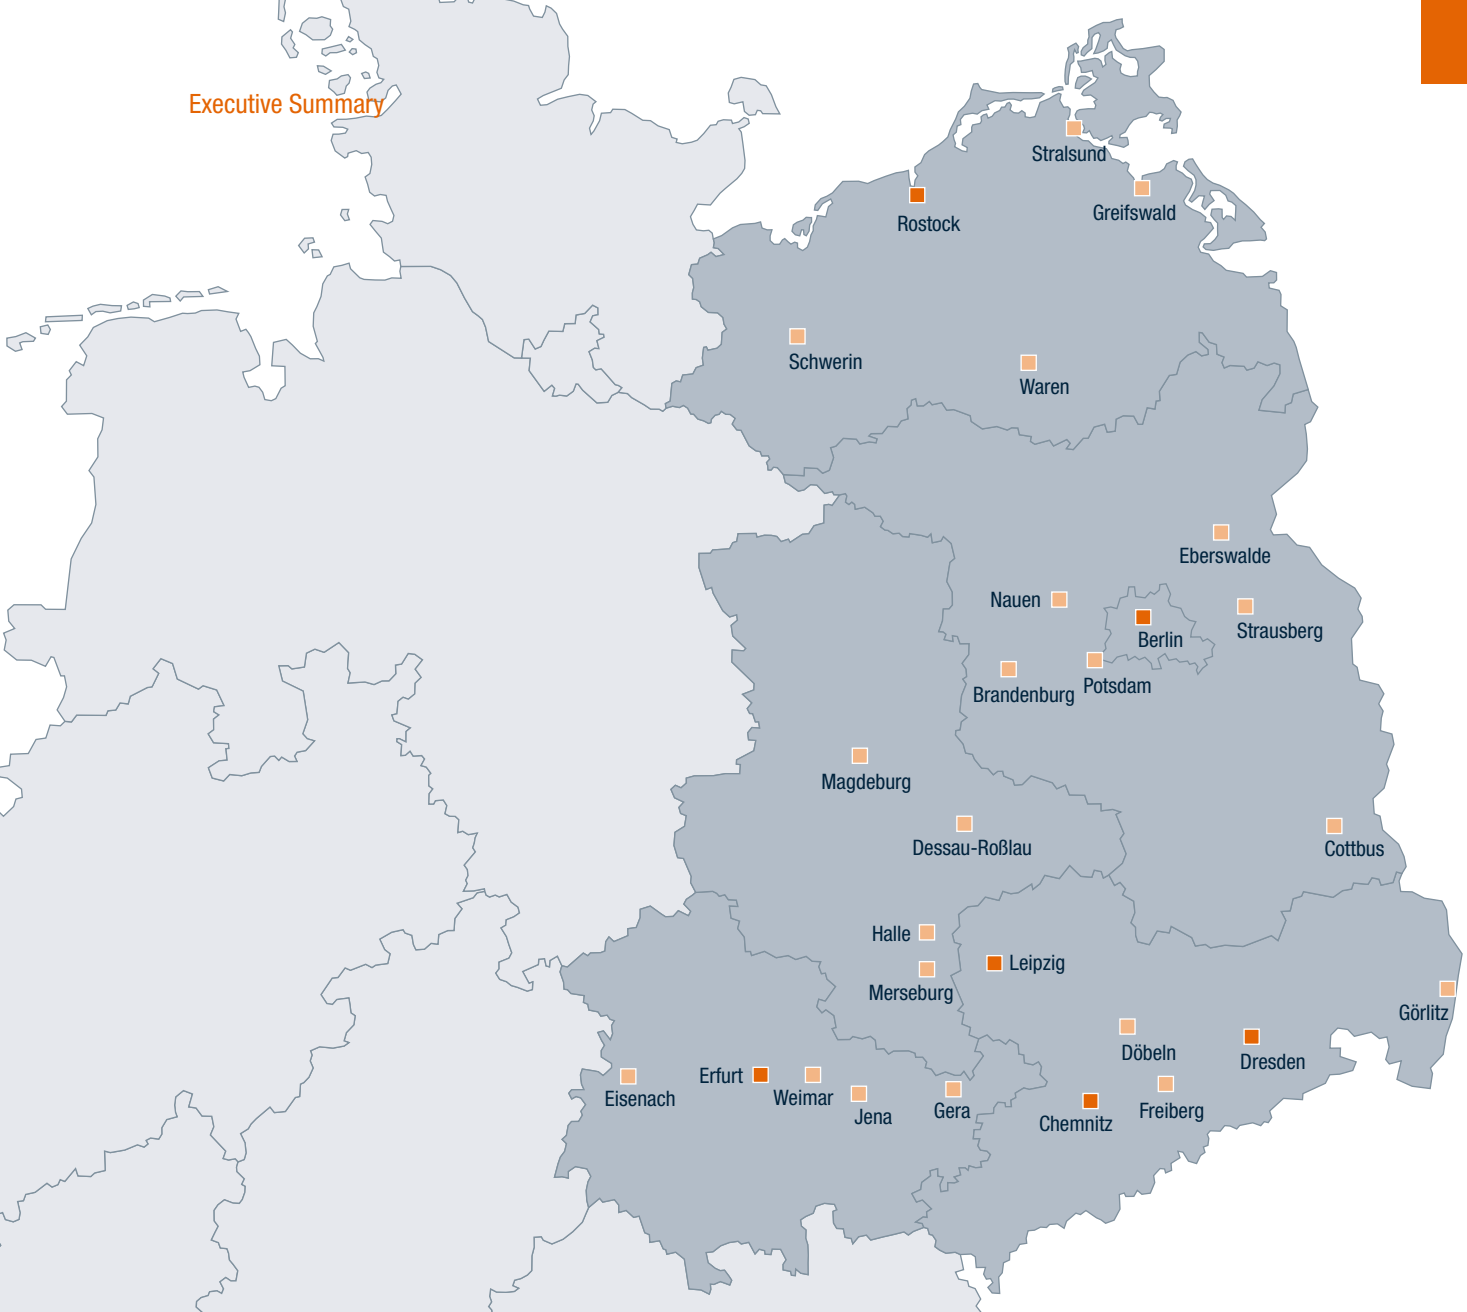 Executive Summary
Stralsund
Greifswald
Rostock
Schwerin
Waren
Eberswalde
Nauen
Strausberg
Berlin
Potsdam
Brandenburg
Magdeburg
Dessau-Roßlau
Cottbus
Halle
Leipzig
Merseburg
Görlitz
Döbeln
Dresden
Erfurt
Eisenach
Weimar
Jena
Gera
Freiberg
Chemnitz